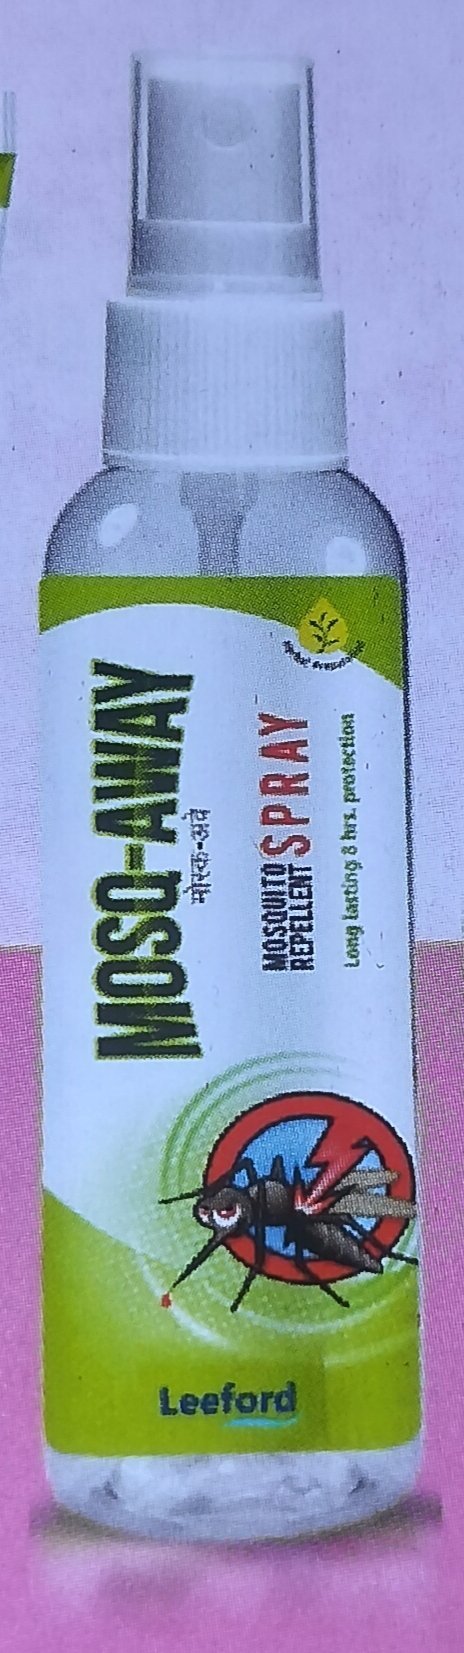 MOSQ-AWAY
मोस्क-अवे
MOSQUITO
REPELLENT SPRAY
Long lasting 8 hrs. protection
Leeford